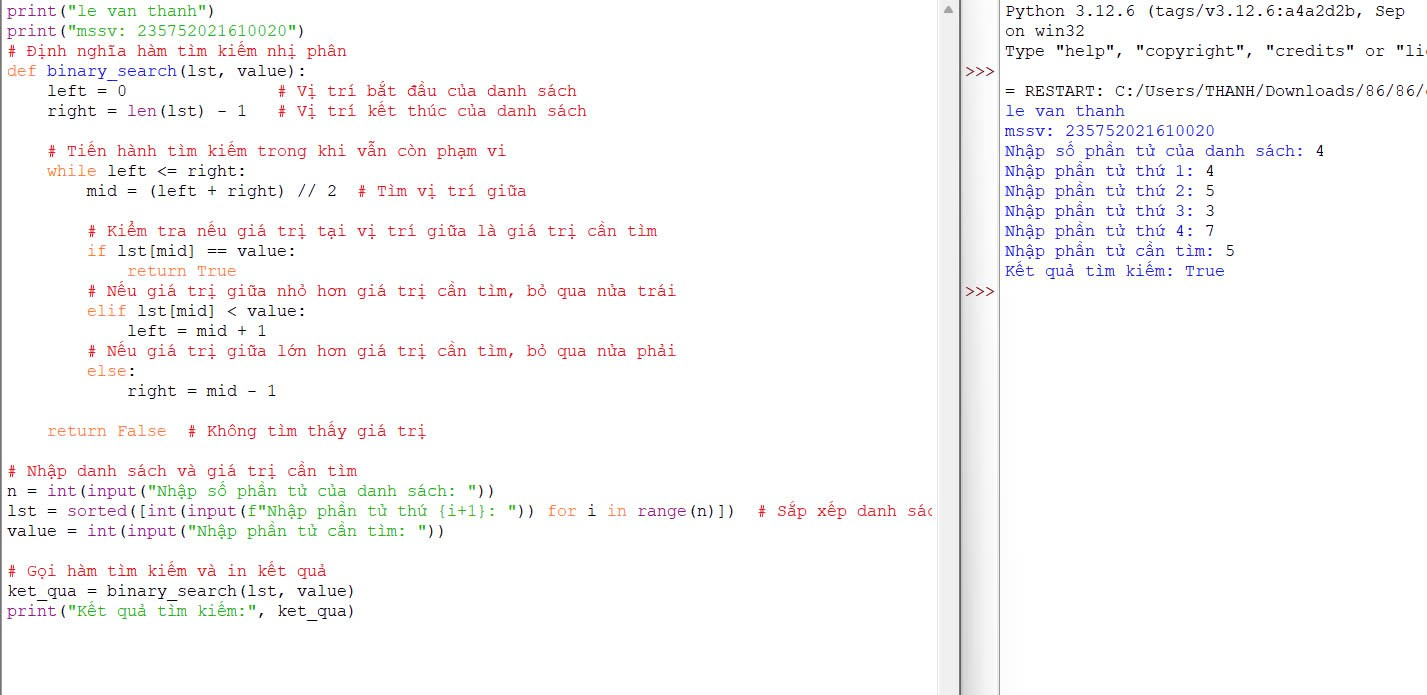 print("le van thanh")
print("mssv: 235752021610020")
# Định nghĩa hàm tìm kiếm nhị phân
def binary_search(lst, value):
    left = 0               # Vị trí bắt đầu của danh sách
    right = len(lst) - 1   # Vị trí kết thúc của danh sách
    # Tiến hành tìm kiếm trong khi vẫn còn phạm vi
    while left <= right:
        mid = (left + right) // 2  # Tìm vị trí giữa
        # Kiểm tra nếu giá trị tại vị trí giữa là giá trị cần tìm
        if lst[mid] == value:
            return True
        # Nếu giá trị giữa nhỏ hơn giá trị cần tìm, bỏ qua nửa trái
        elif lst[mid] < value:
            left = mid + 1
        # Nếu giá trị giữa lớn hơn giá trị cần tìm, bỏ qua nửa phải
        else:
            right = mid - 1
    return False  # Không tìm thấy giá trị
# Nhập danh sách và giá trị cần tìm
n = int(input("Nhập số phần tử của danh sách: "))
lst = sorted([int(input(f"Nhập phần tử thứ {i+1}: ")) for i in range(n)])  # Sắp xếp danh
value = int(input("Nhập phần tử cần tìm: "))
# Gọi hàm tìm kiếm và in kết quả
ket_qua = binary_search(lst, value)
print("Kết quả tìm kiếm:", ket_qua)
Python 3.12.6 (tags/v3.12.6:a4a2d2b, Sep
on win32
Type "help", "copyright", "credits" or
>>>
= RESTART: C:/Users/THANH/Downloads/86/86/
le van thanh
mssv: 235752021610020
Nhập số phần tử của danh sách: 4
Nhập phần tử thứ 1: 4
Nhập phần tử thứ 2: 5
Nhập phần tử thứ 3: 3
Nhập phần tử thứ 4: 7
Nhập phần tử cần tìm: 5
Kết quả tìm kiếm: True
>>>